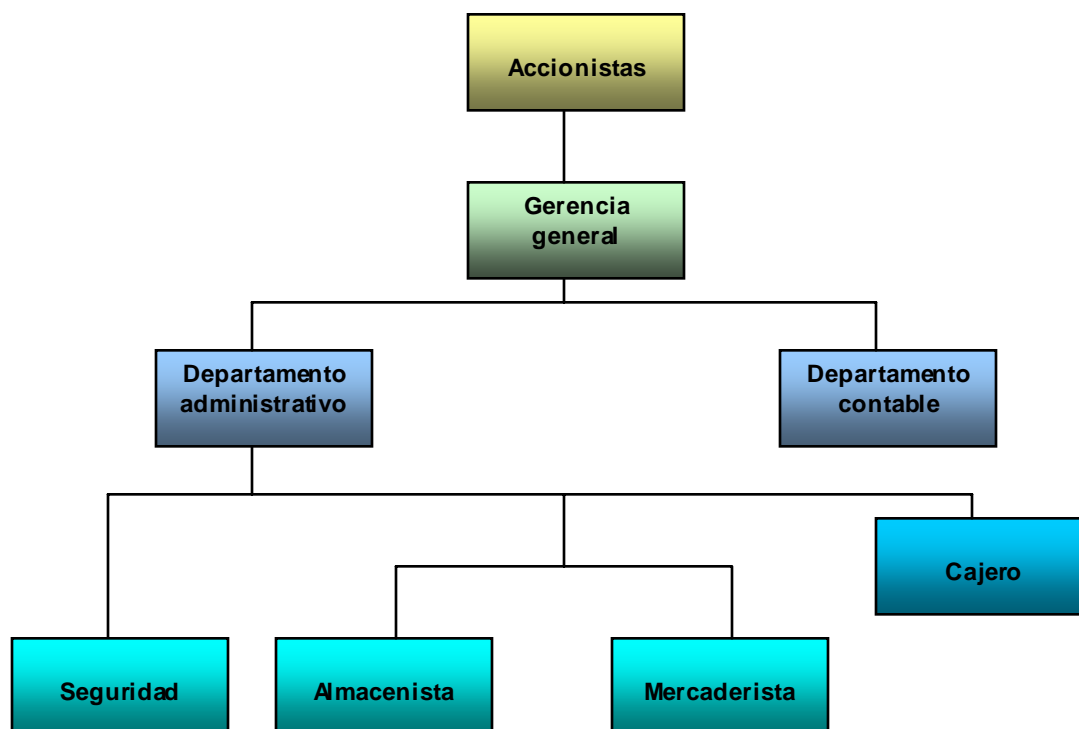 Accionistas
Gerencia
general
Departamento
administrativo
Departamento
contable
Cajero
Seguridad
Almacenista
Mercaderista